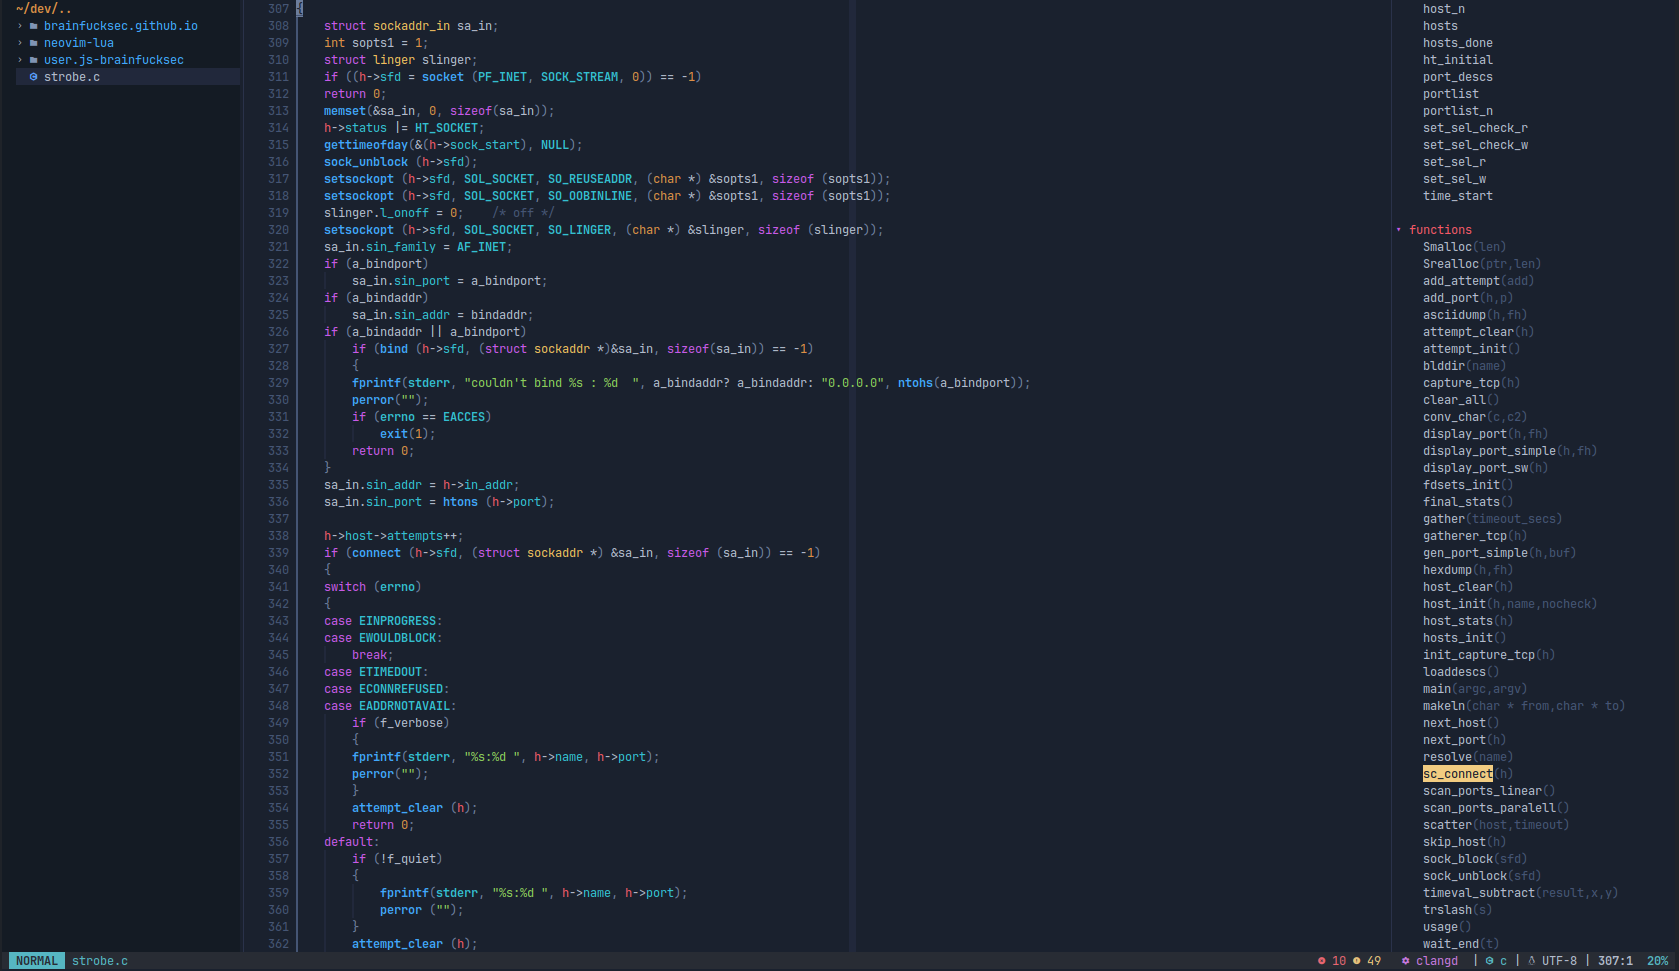 ~/dev/..
› brainfucksec.github.io
› neovim-lua
› user.js-brainfucksec
strobe.c
307 {
308 struct sockaddr_in sa_in;
309 int sopts1 = 1;
310 struct linger slinger;
311 if ((h->sfd = socket (PF_INET, SOCK_STREAM, 0)) == -1)
312 return 0;
313 memset(&sa_in, 0, sizeof(sa_in));
314 h->status |= HT_SOCKET;
315 gettimeofday(&(h->sock_start), NULL);
316 sock_unblock (h->sfd);
317 setsockopt (h->sfd, SOL_SOCKET, SO_REUSEADDR, (char *) &sopts1, sizeof (sopts1));
318 setsockopt (h->sfd, SOL_SOCKET, SO_OOBINLINE, (char *) &sopts1, sizeof (sopts1));
319 slinger.l_onoff = 0;    /* off */
320 setsockopt (h->sfd, SOL_SOCKET, SO_LINGER, (char *) &slinger, sizeof (slinger));
321 sa_in.sin_family = AF_INET;
322 if (a_bindport)
323 sa_in.sin_port = a_bindport;
324 if (a_bindaddr)
325 sa_in.sin_addr = bindaddr;
326 if (a_bindaddr || a_bindport)
327 if (bind (h->sfd, (struct sockaddr *)&sa_in, sizeof(sa_in)) == -1)
328 {
329 fprintf(stderr, "couldn't bind %s : %d  ", a_bindaddr? a_bindaddr: "0.0.0.0", ntohs(a_bindport));
330 perror("");
331 if (errno == EACCES)
332 exit(1);
333 return 0;
334 }
335 sa_in.sin_addr = h->in_addr;
336 sa_in.sin_port = htons (h->port);
337
338 h->host->attempts++;
339 if (connect (h->sfd, (struct sockaddr *) &sa_in, sizeof (sa_in)) == -1)
340 {
341 switch (errno)
342 {
343 case EINPROGRESS:
344 case EWOULDBLOCK:
345 break;
346 case ETIMEDOUT:
347 case ECONNREFUSED:
348 case EADDRNOTAVAIL:
349 if (f_verbose)
350 {
351 fprintf(stderr, "%s:%d ", h->name, h->port);
352 perror("");
353 }
354 attempt_clear (h);
355 return 0;
356 default:
357 if (!f_quiet)
358 {
359 fprintf(stderr, "%s:%d ", h->name, h->port);
360 perror ("");
361 }
362 attempt_clear (h);
host_n
hosts
hosts_done
ht_initial
port_descs
portlist
portlist_n
set_sel_check_r
set_sel_check_w
set_sel_r
set_sel_w
time_start
▾ functions
Smalloc(len)
Srealloc(ptr,len)
add_attempt(add)
add_port(h,p)
asciidump(h,fh)
attempt_clear(h)
attempt_init()
blddir(name)
capture_tcp(h)
clear_all()
conv_char(c,c2)
display_port(h,fh)
display_port_simple(h,fh)
display_port_sw(h)
fdsets_init()
final_stats()
gather(timeout_secs)
gatherer_tcp(h)
gen_port_simple(h,buf)
hexdump(h,fh)
host_clear(h)
host_init(h,name,nocheck)
host_stats(h)
hosts_init()
init_capture_tcp(h)
loaddescs()
main(argc,argv)
makeln(char * from,char * to)
next_host()
next_port(h)
resolve(name)
sc_connect(h)
scan_ports_linear()
scan_ports_paralell()
scatter(host,timeout)
skip_host(h)
sock_block(sfd)
sock_unblock(sfd)
timeval_subtract(result,x,y)
trslash(s)
usage()
wait_end(t)
NORMAL strobe.c 10 49 clangd | c | UTF-8 | 307:1 20%